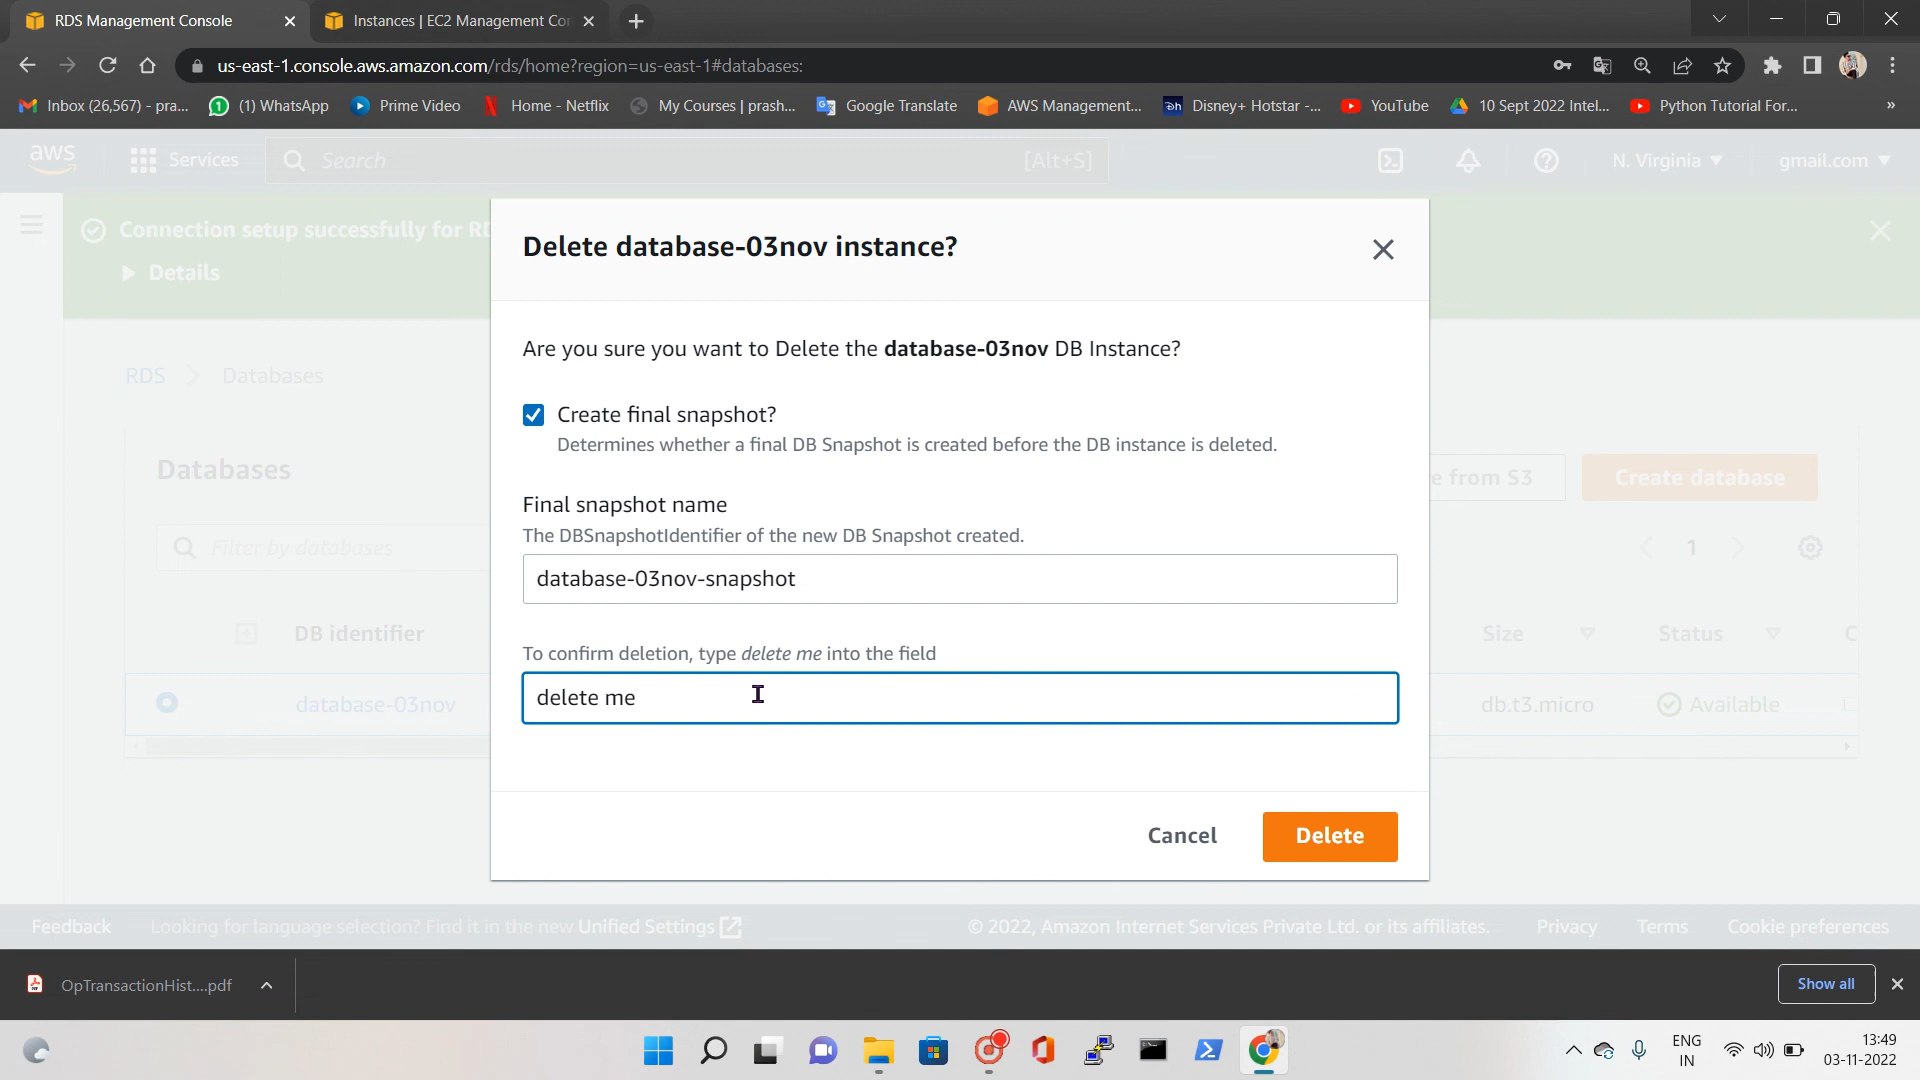 RDS Management Console
Instances | EC2 Management Cor
us-east-1.console.aws.amazon.com/rds/home?region=us-east-1#databases:
Inbox (26,567) - pra...
(1) WhatsApp
Prime Video
Home - Netflix
My Courses | prash...
Google Translate
AWS Management...
Disney+ Hotstar -...
YouTube
10 Sept 2022 Intel...
Python Tutorial For...
»
aws
Services
Search
[Alt+S]
N. Virginia
gmail.com
Connection setup successfully for RD
Details
RDS
Databases
Databases
e from S3
Create database
Filter by databases
1
DB identifier
Size
Status
database-03nov
db.t3.micro
Available
Delete database-03nov instance?
Are you sure you want to Delete the database-03nov DB Instance?
Create final snapshot?
Determines whether a final DB Snapshot is created before the DB instance is deleted.
Final snapshot name
The DBSnapshotIdentifier of the new DB Snapshot created.
database-03nov-snapshot
To confirm deletion, type delete me into the field
delete me
Cancel
Delete
Feedback
Looking for language selection? Find it in the new Unified Settings
© 2022, Amazon Internet Services Private Ltd. or its affiliates.
Privacy
Terms
Cookie preferences
OpTransactionHist....pdf
Show all
ENG
IN
13:49
03-11-2022